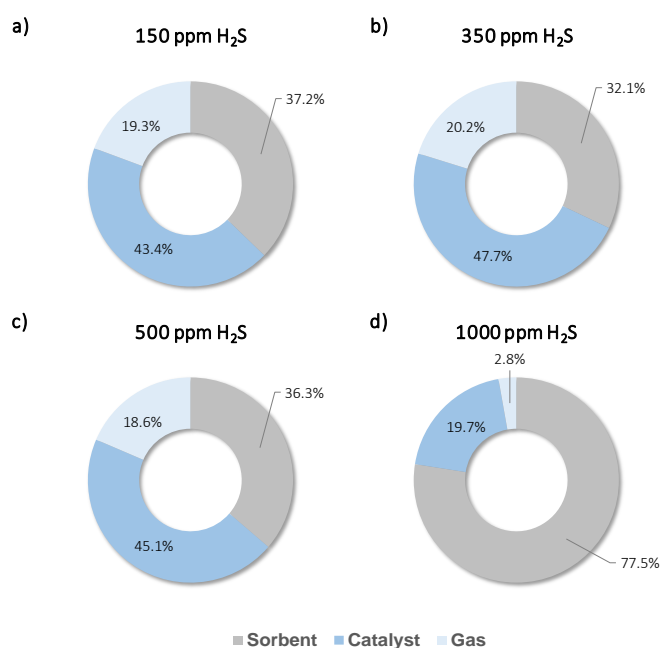 a)
150 ppm H₂S
37.2%
19.3%
43.4%
b)
350 ppm H₂S
32.1%
20.2%
47.7%
c)
500 ppm H₂S
36.3%
18.6%
45.1%
d)
1000 ppm H₂S
2.8%
19.7%
77.5%
Sorbent Catalyst Gas